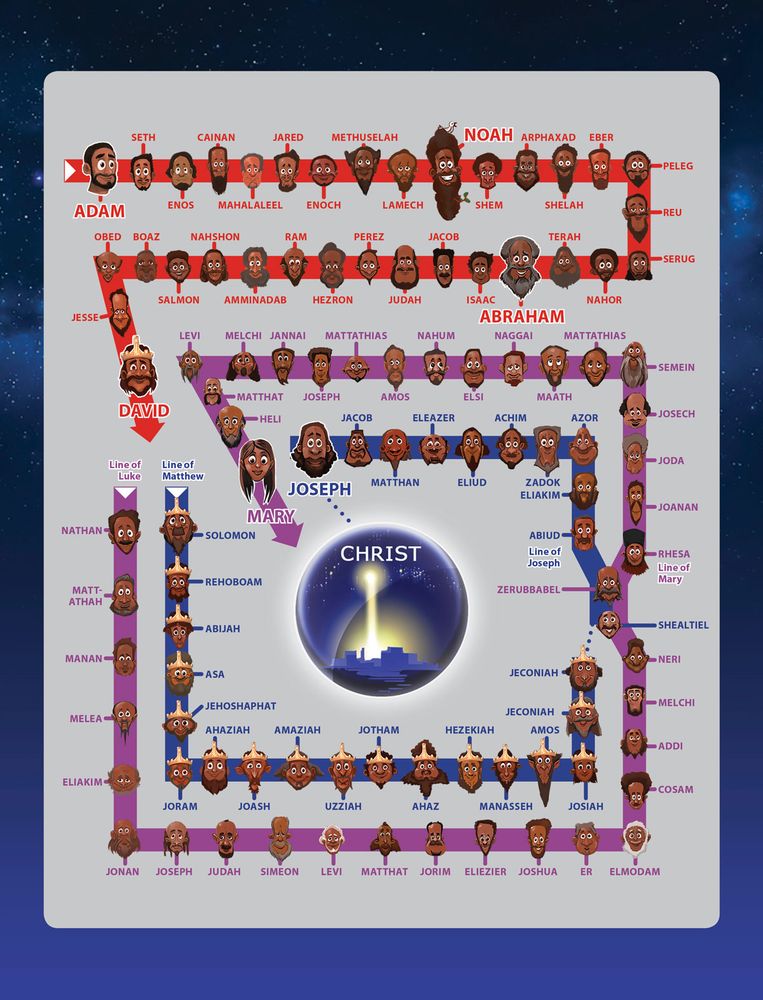 SETH
CAINAN
JARED
METHUSELAH
NOAH
ARPHAXAD
EBER
PELEG
ADAM
ENOS
MAHALALEEL
ENOCH
LAMECH
SHEM
SHELAH
REU
OBED
BOAZ
NAHSHON
RAM
PEREZ
JACOB
TERAH
SERUG
SALMON
AMMINADAB
HEZRON
JUDAH
ISAAC
ABRAHAM
NAHOR
JESSE
DAVID
LEVI
MELCHI
JANNAI
MATTATHIAS
NAHUM
NAGGAI
MATTATHIAS
SEMEIN
MATTHAT
JOSEPH
AMOS
ELSI
MAATH
JOSECH
HELI
JACOB
ELEAZER
ACHIM
AZOR
JODA
MARY
JOSEPH
MATTHAN
ELIUD
ZADOK
ELIAKIM
JOANAN
Line of
Luke
Line of
Matthew
NATHAN
SOLOMON
ABIUD
Line of
Joseph
RHESA
Line of
Mary
CHRIST
REHOBOAM
ZERUBBABEL
MATT-
ATHAH
ABIJAH
SHEALTIEL
MANAN
ASA
JECONIAH
NERI
JEHOSHAPHAT
JECONIAH
MELCHI
MELEA
AHAZIAH
AMAZIAH
JOTHAM
HEZEKIAH
AMOS
ADDI
ELIAKIM
JORAM
JOASH
UZZIAH
AHAZ
MANASSEH
JOSIAH
COSAM
JONAN
JOSEPH
JUDAH
SIMEON
LEVI
MATTHAT
JORIM
ELIEZIER
JOSHUA
ER
ELMODAM